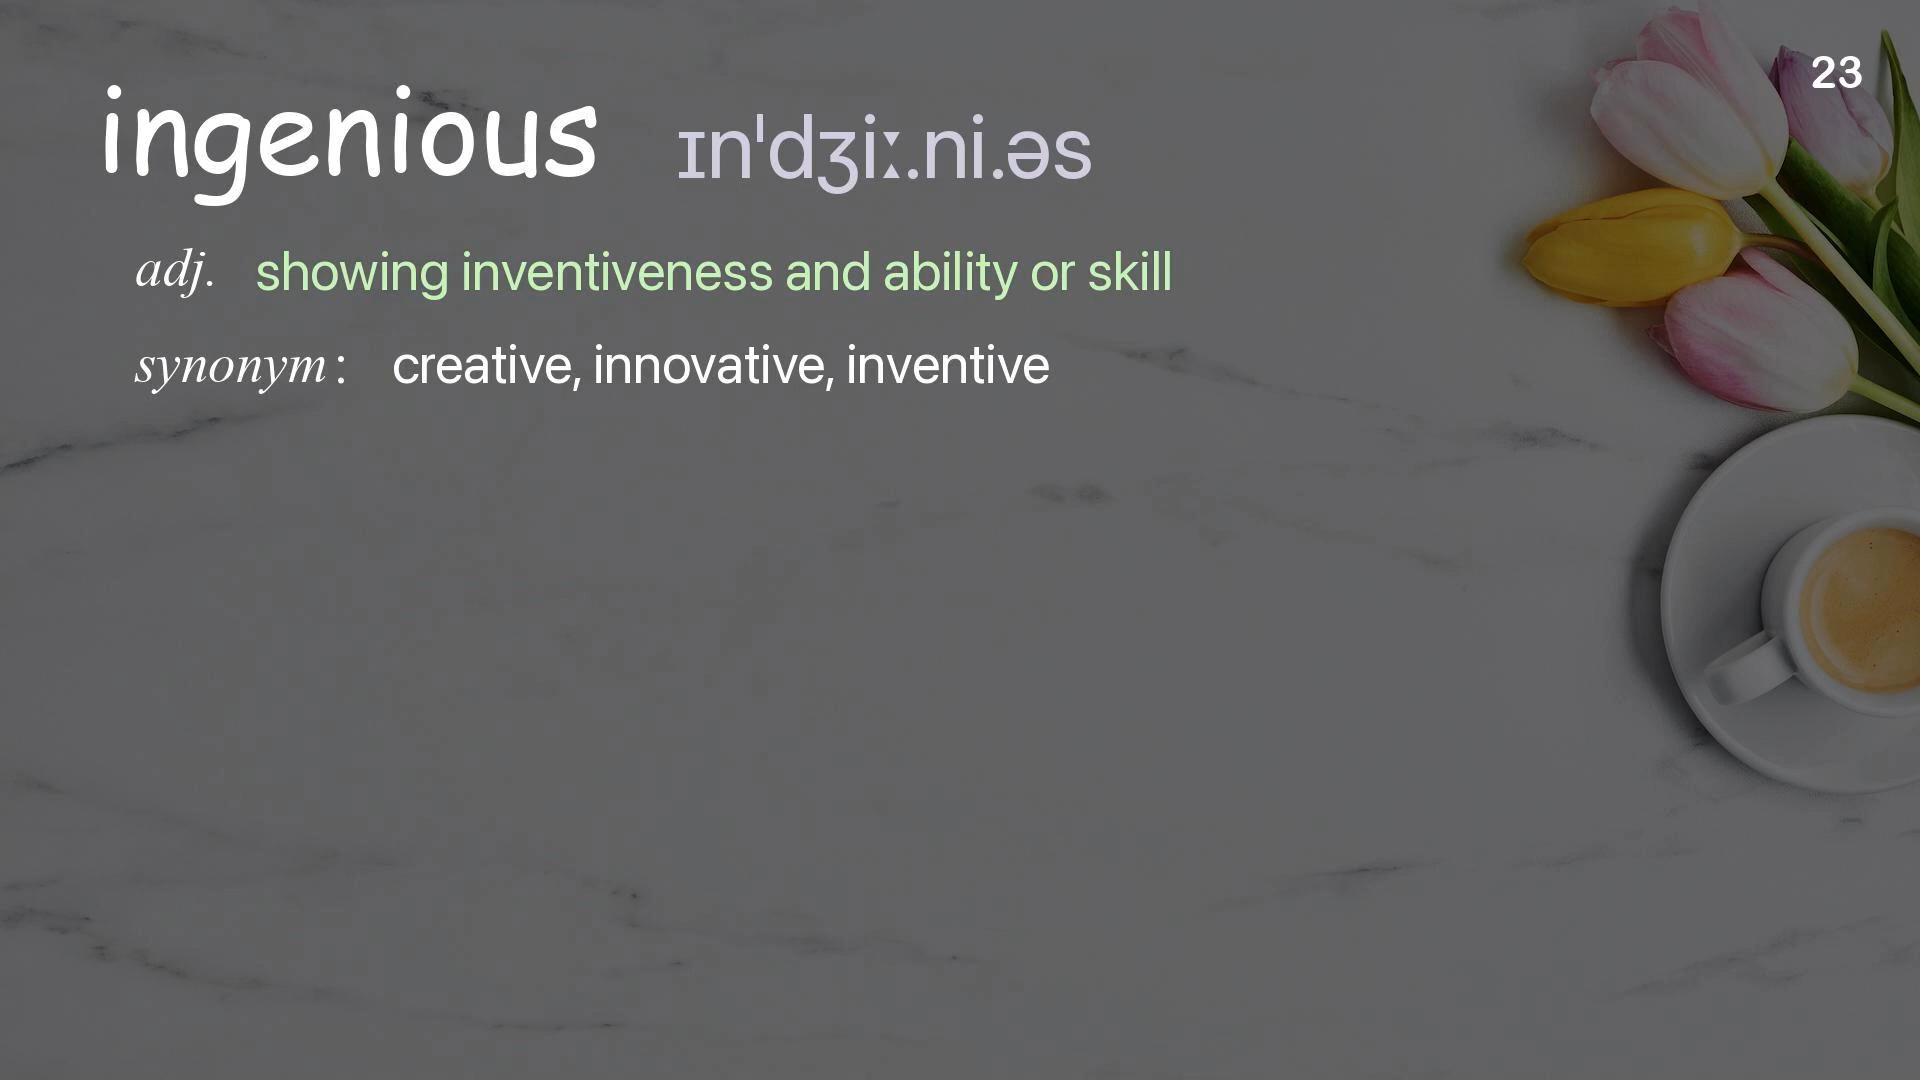 23
ingenious ɪnˈdʒiː.ni.əs
adj. showing inventiveness and ability or skill
synonym: creative, innovative, inventive